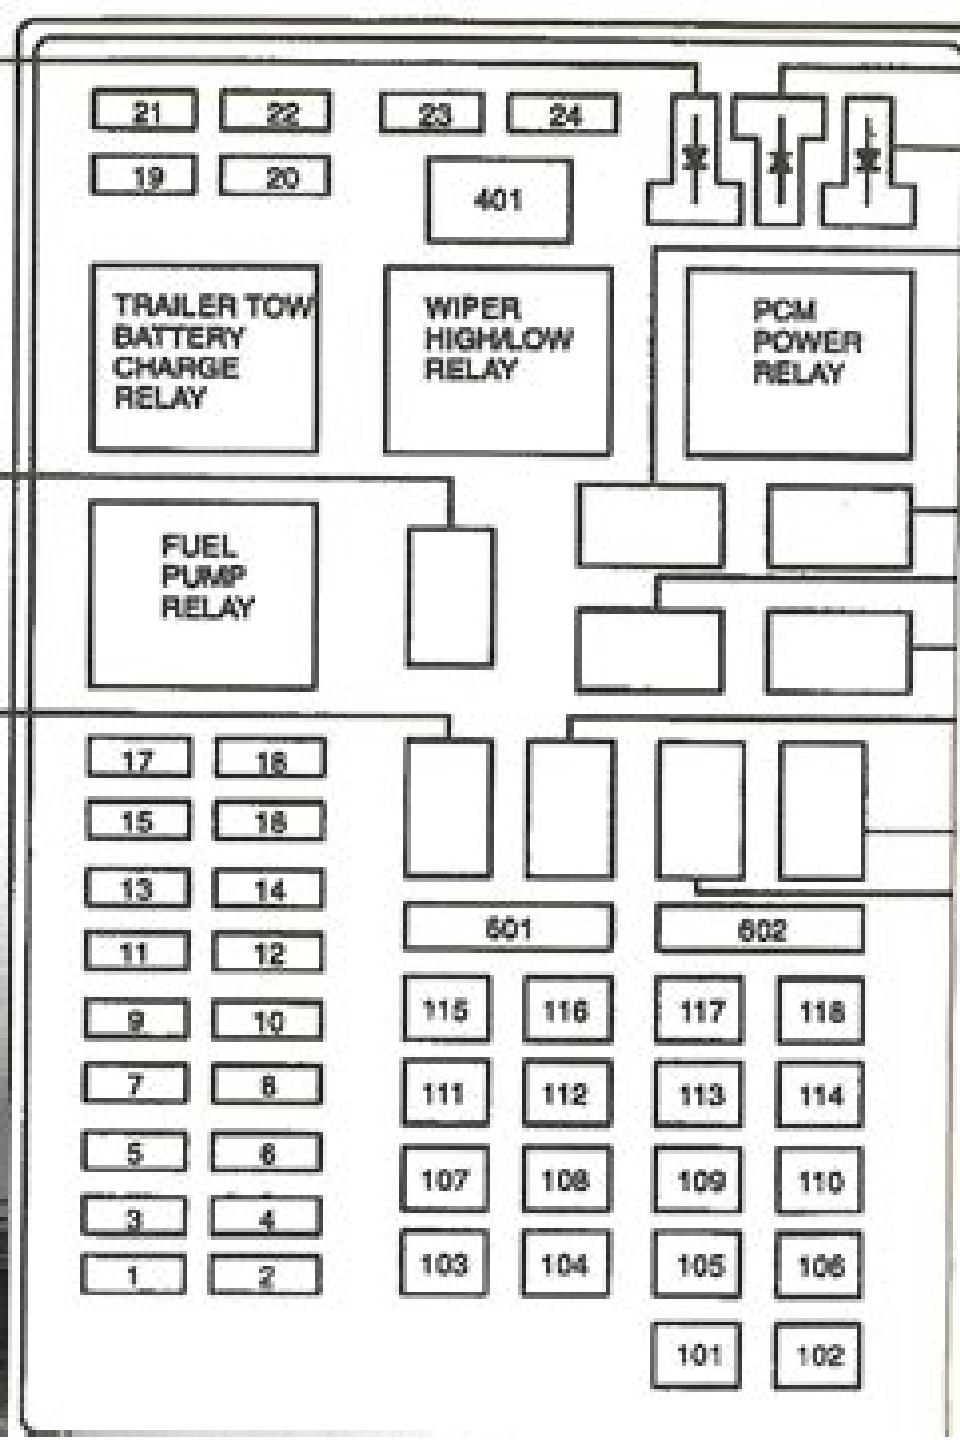 21 22 23 24
19 20 401
TRAILER TOW
BATTERY
CHARGE
RELAY
WIPER
HIGH/LOW
RELAY
PCM
POWER
RELAY
FUEL
PUMP
RELAY
17 18
15 16
13 14
11 12
9 10
7 8
5 6
3 4
1 2
601 602
115 116 117 118
111 112 113 114
107 108 109 110
103 104 105 106
101 102